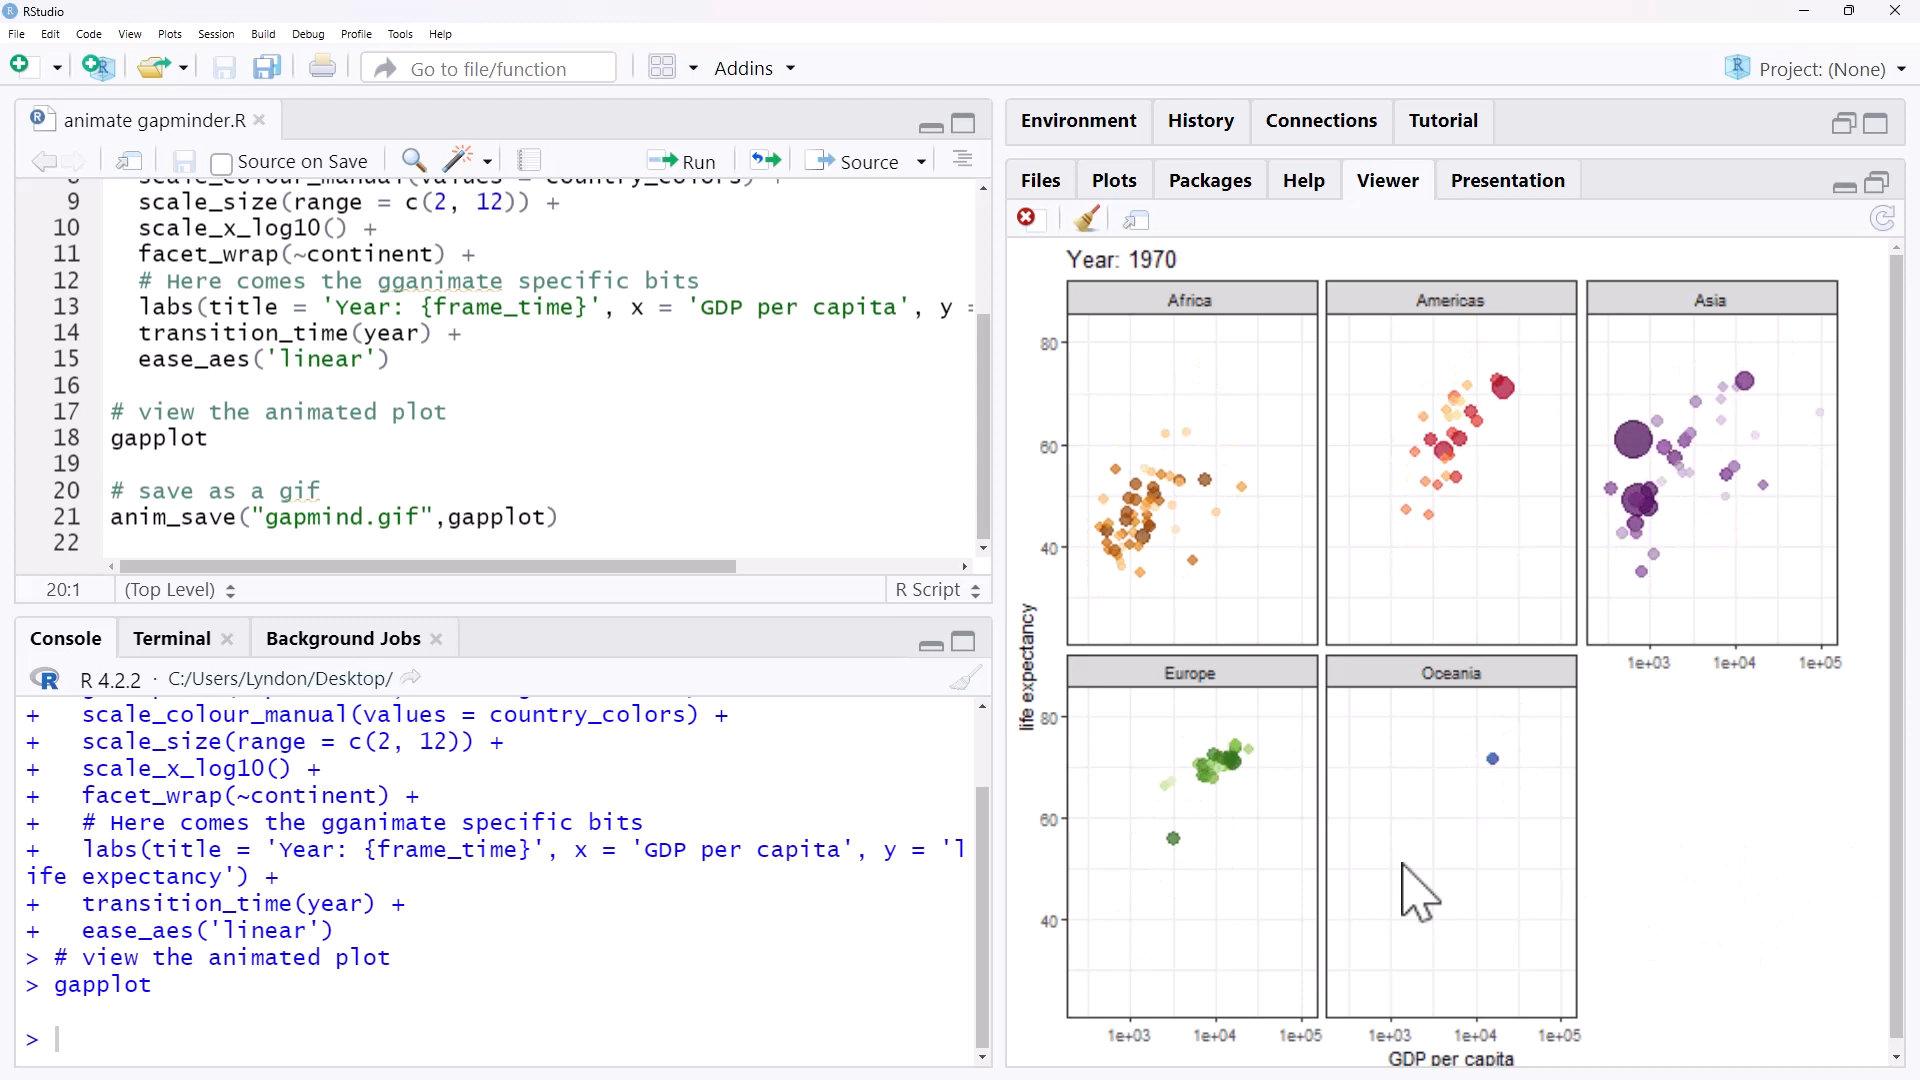 RStudio
File Edit Code View Plots Session Build Debug Profile Tools Help
Go to file/function
Addins
Project: (None)
animate gapminder.R
Source on Save
Run
Source
9 scale_size(range = c(2, 12)) +
10 scale_x_log10() +
11 facet_wrap(~continent) +
12 # Here comes the gganimate specific bits
13 labs(title = 'Year: {frame_time}', x = 'GDP per capita', y =
14 transition_time(year) +
15 ease_aes('linear')
16
17 # view the animated plot
18 gapplot
19
20 # save as a gif
21 anim_save("gapmind.gif",gapplot)
22
20:1 (Top Level) R Script
Console Terminal Background Jobs
R 4.2.2 · C:/Users/Lyndon/Desktop/
+ scale_colour_manual(values = country_colors) +
+ scale_size(range = c(2, 12)) +
+ scale_x_log10() +
+ facet_wrap(~continent) +
+ # Here comes the gganimate specific bits
+ labs(title = 'Year: {frame_time}', x = 'GDP per capita', y = 'l
ife expectancy') +
+ transition_time(year) +
+ ease_aes('linear')
> # view the animated plot
> gapplot
>
Environment History Connections Tutorial
Files Plots Packages Help Viewer Presentation
Year: 1970
Africa Americas Asia
80
60
40
1e+03 1e+04 1e+05
life expectancy
Europe Oceania
80
60
40
1e+03 1e+04 1e+05 1e+03 1e+04 1e+05
GDP per capita